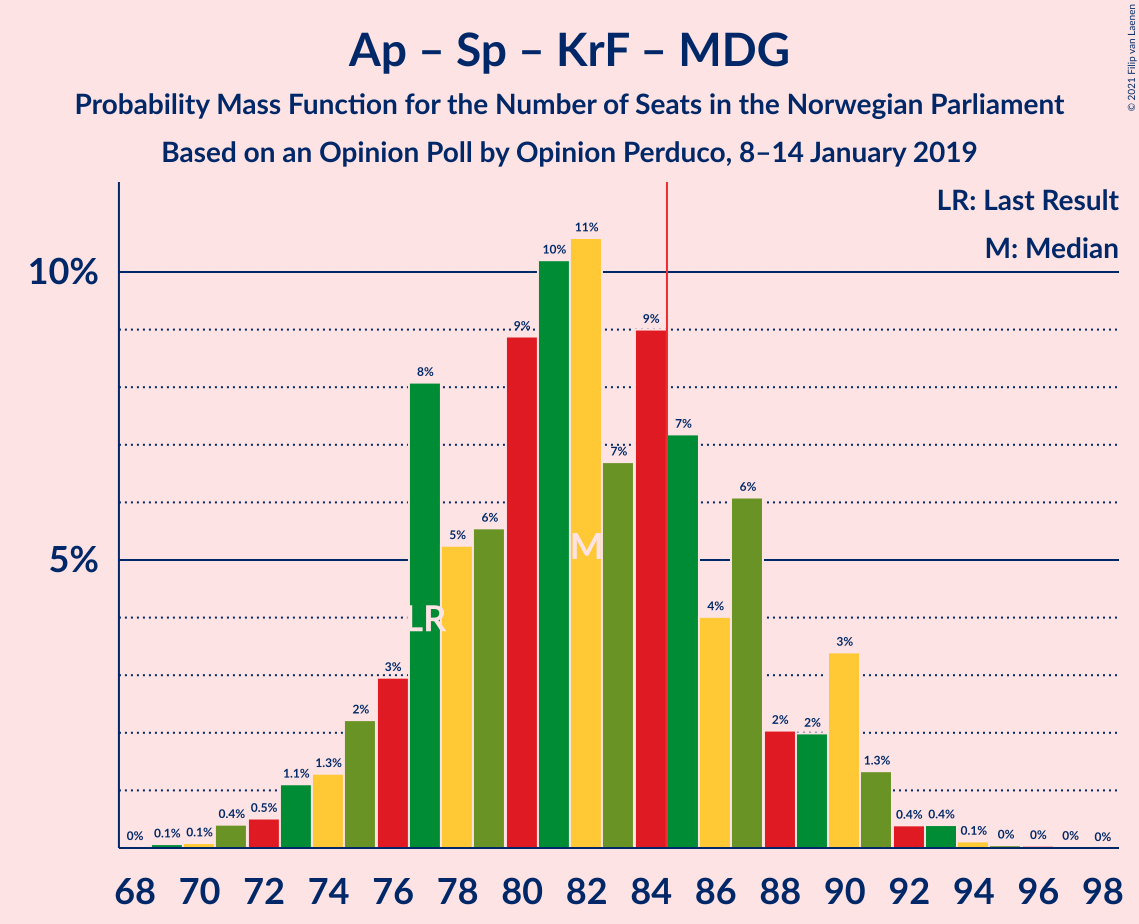 Ap – Sp – KrF – MDG
Probability Mass Function for the Number of Seats in the Norwegian Parliament
Based on an Opinion Poll by Opinion Perduco, 8–14 January 2019
© 2021 Filip van Laenen
LR: Last Result
M: Median
10%
5%
0% 0.1% 0.1% 0.4% 0.5% 1.1% 1.3% 2% 3% 8% 5% 6% 9% 10% 11% 7% 9% 7% 4% 6% 2% 2% 3% 1.3% 0.4% 0.4% 0.1% 0% 0% 0% 0%
LR
M
68 70 72 74 76 78 80 82 84 86 88 90 92 94 96 98